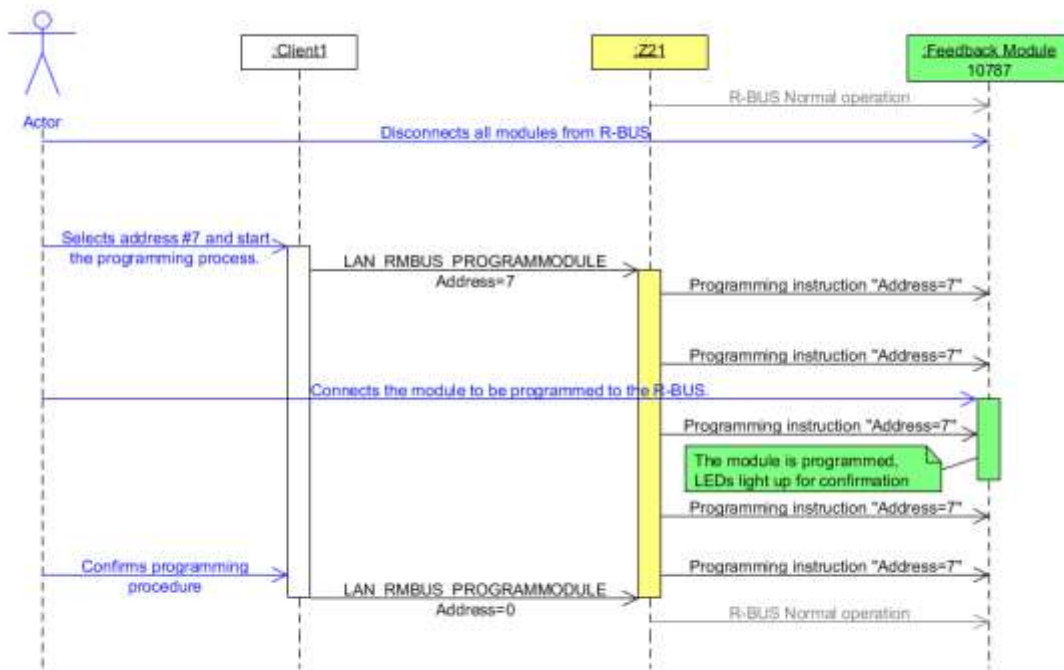 :Client1
:Z21
:Feedback Module
10787
R-BUS Normal operation
Actor
Disconnects all modules from R-BUS
Selects address #7 and start
the programming process.
LAN_RMBUS_PROGRAMMODULE
Address=7
Programming instruction "Address=7"
Programming instruction "Address=7"
Connects the module to be programmed to the R-BUS.
Programming instruction "Address=7"
The module is programmed,
LEDs light up for confirmation
Programming instruction "Address=7"
Confirms programming
procedure
Programming instruction "Address=7"
LAN_RMBUS_PROGRAMMODULE
Address=0
R-BUS Normal operation